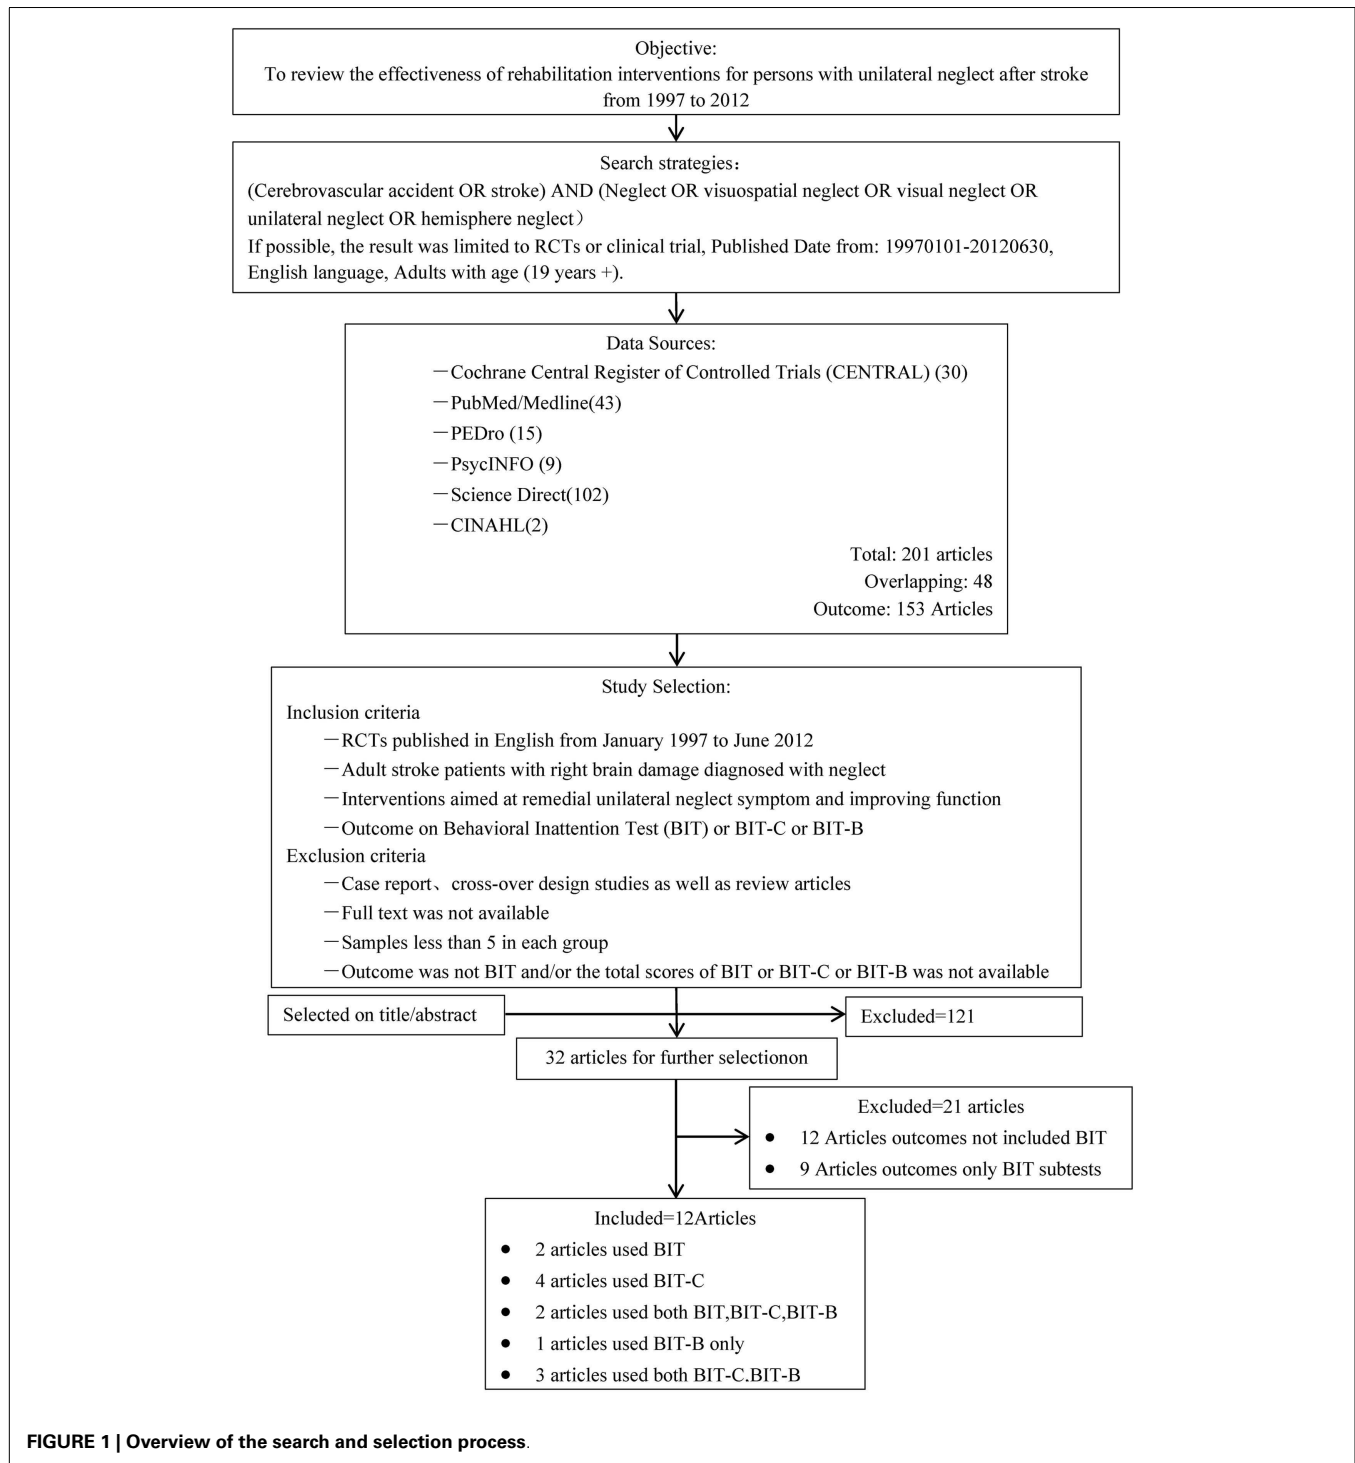 Objective:
To review the effectiveness of rehabilitation interventions for persons with unilateral neglect after stroke
from 1997 to 2012
Search strategies：
(Cerebrovascular accident OR stroke) AND (Neglect OR visuospatial neglect OR visual neglect OR
unilateral neglect OR hemisphere neglect）
If possible, the result was limited to RCTs or clinical trial, Published Date from: 19970101-20120630,
English language, Adults with age (19 years +).
Data Sources:
－Cochrane Central Register of Controlled Trials (CENTRAL) (30)
－PubMed/Medline(43)
－PEDro (15)
－PsycINFO (9)
－Science Direct(102)
－CINAHL(2)
Total: 201 articles
Overlapping: 48
Outcome: 153 Articles
Study Selection:
Inclusion criteria
－RCTs published in English from January 1997 to June 2012
－Adult stroke patients with right brain damage diagnosed with neglect
－Interventions aimed at remedial unilateral neglect symptom and improving function
－Outcome on Behavioral Inattention Test (BIT) or BIT-C or BIT-B
Exclusion criteria
－Case report、cross-over design studies as well as review articles
－Full text was not available
－Samples less than 5 in each group
－Outcome was not BIT and/or the total scores of BIT or BIT-C or BIT-B was not available
Selected on title/abstract
Excluded=121
32 articles for further selectionon
Excluded=21 articles
● 12 Articles outcomes not included BIT
● 9 Articles outcomes only BIT subtests
Included=12Articles
● 2 articles used BIT
● 4 articles used BIT-C
● 2 articles used both BIT,BIT-C,BIT-B
● 1 articles used BIT-B only
● 3 articles used both BIT-C.BIT-B
FIGURE 1 | Overview of the search and selection process.